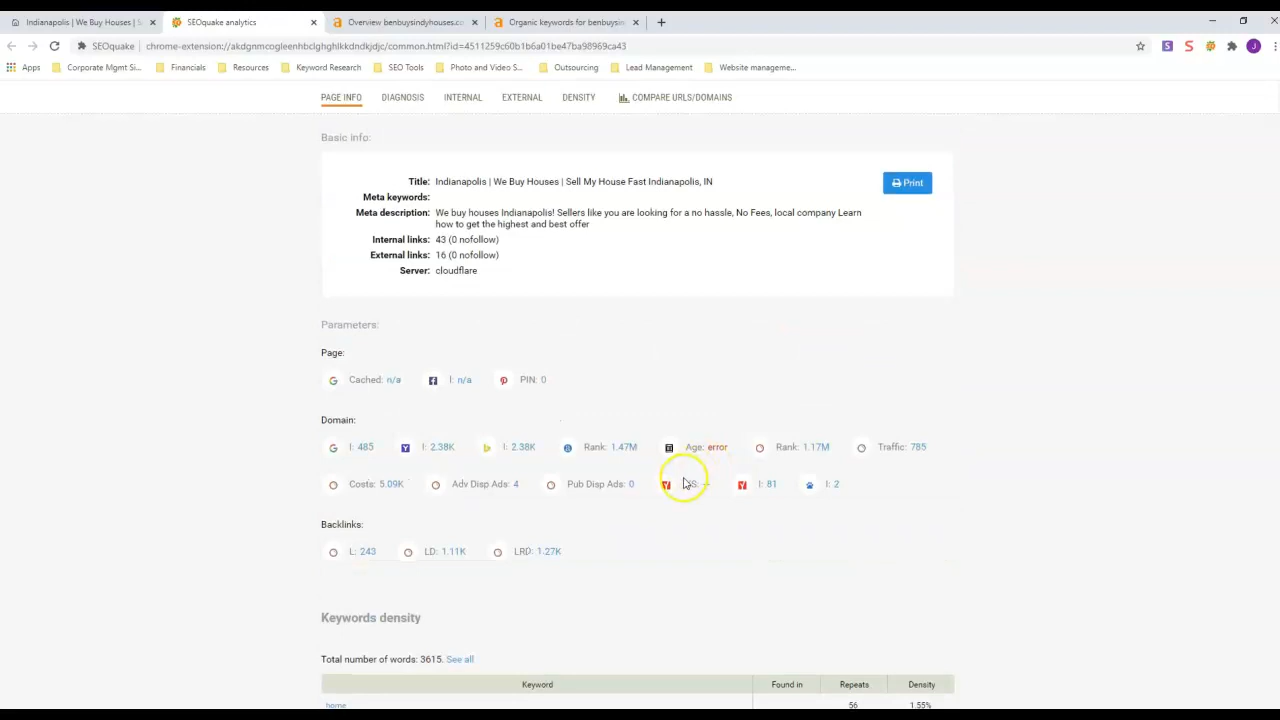 Indianapolis | We Buy Houses | S
SEOquake analytics
Overview benbuysindyhouses.co
Organic keywords for benbuysin
SEOquake
chrome-extension://akdgnmcogleenhbclghghlkkdndkjdjc/common.html?id=4511259c60b1b6a01be47ba98969ca43
Apps
Corporate Mgmt Si...
Financials
Resources
Keyword Research
SEO Tools
Photo and Video S...
Outsourcing
Lead Management
Website manageme...
PAGE INFO
DIAGNOSIS
INTERNAL
EXTERNAL
DENSITY
COMPARE URLS/DOMAINS
Basic info:
Title: Indianapolis | We Buy Houses | Sell My House Fast Indianapolis, IN
Print
Meta keywords:
Meta description: We buy houses Indianapolis! Sellers like you are looking for a no hassle, No Fees, local company Learn
how to get the highest and best offer
Internal links: 43 (0 nofollow)
External links: 16 (0 nofollow)
Server: cloudflare
Parameters:
Page:
Cached: n/a
I: n/a
PIN: 0
Domain:
I: 485
I: 2.38K
I: 2.38K
Rank: 1.47M
Age: error
Rank: 1.17M
Traffic: 785
Costs: 5.09K
Adv Disp Ads: 4
Pub Disp Ads: 0
I: 81
I: 2
Backlinks:
L: 243
LD: 1.11K
LRD: 1.27K
Keywords density
Total number of words: 3615. See all
Keyword
Found in
Repeats
Density
home
56
1.55%